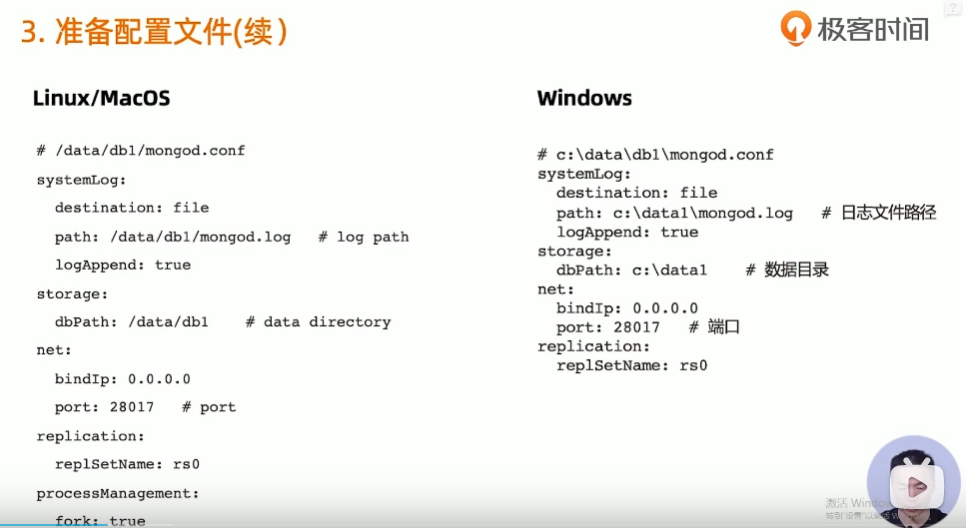 3. 准备配置文件(续)
极客时间
Linux/MacOS
# /data/db1/mongod.conf
systemLog:
destination: file
path: /data/db1/mongod.log # log path
logAppend: true
storage:
dbPath: /data/db1 # data directory
net:
bindIp: 0.0.0.0
port: 28017 # port
replication:
replSetName: rs0
processManagement:
fork: true
Windows
# c:\data\db1\mongod.conf
systemLog:
destination: file
path: c:\data1\mongod.log # 日志文件路径
logAppend: true
storage:
dbPath: c:\data1 # 数据目录
net:
bindIp: 0.0.0.0
port: 28017 # 端口
replication:
replSetName: rs0
激活 Windows